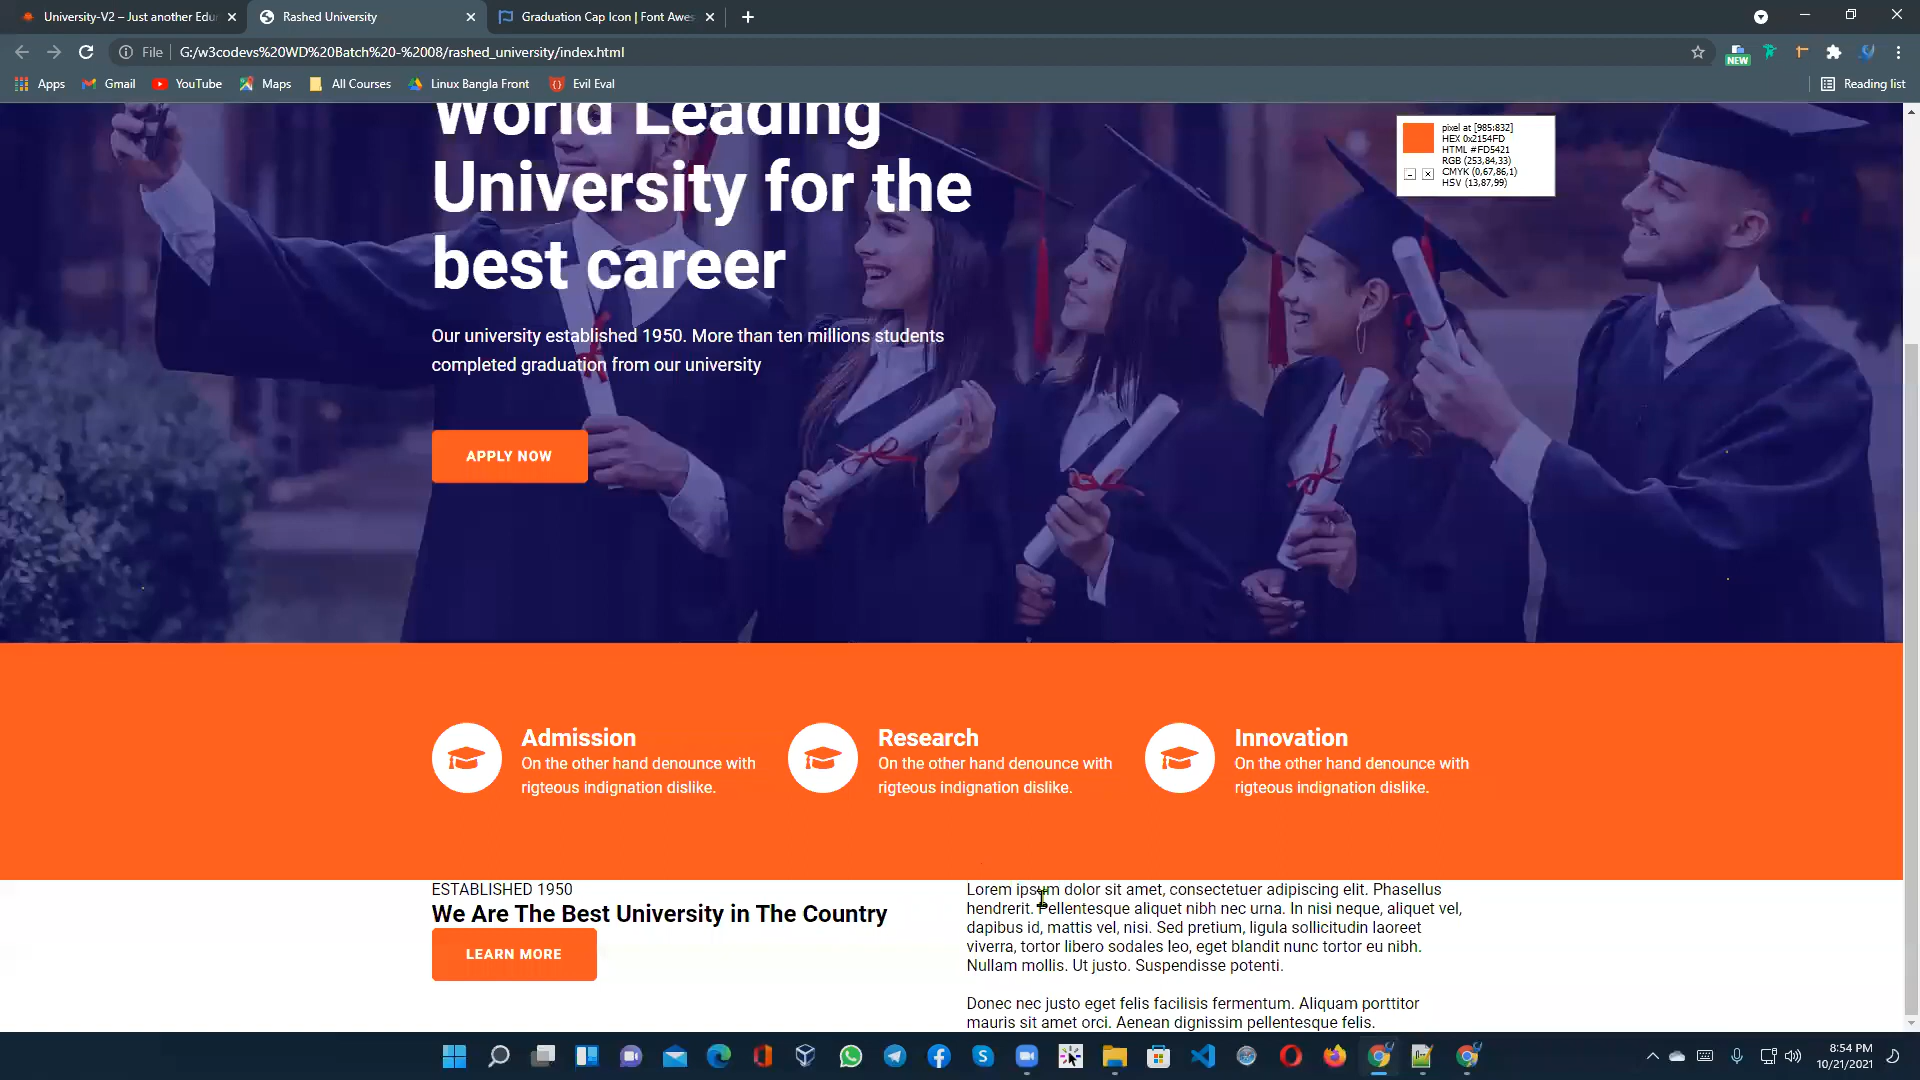 University-V2 – Just another Edu
Rashed University
Graduation Cap Icon | Font Awes
File
G:/w3codevs%20WD%20Batch%20-%2008/rashed_university/index.html
NEW
Apps
Gmail
YouTube
Maps
All Courses
Linux Bangla Front
Evil Eval
Reading list
World Leading
University for the
best career
pixel at [985:832]
HEX 0x2154FD
HTML #FD5421
RGB (253,84,33)
CMYK (0,67,86,1)
HSV (13,87,99)
Our university established 1950. More than ten millions students
completed graduation from our university
APPLY NOW
Admission
On the other hand denounce with
rigteous indignation dislike.
Research
On the other hand denounce with
rigteous indignation dislike.
Innovation
On the other hand denounce with
rigteous indignation dislike.
ESTABLISHED 1950
We Are The Best University in The Country
LEARN MORE
Lorem ipsum dolor sit amet, consectetuer adipiscing elit. Phasellus
hendrerit. Pellentesque aliquet nibh nec urna. In nisi neque, aliquet vel,
dapibus id, mattis vel, nisi. Sed pretium, ligula sollicitudin laoreet
viverra, tortor libero sodales leo, eget blandit nunc tortor eu nibh.
Nullam mollis. Ut justo. Suspendisse potenti.
Donec nec justo eget felis facilisis fermentum. Aliquam porttitor
mauris sit amet orci. Aenean dignissim pellentesque felis.
8:54 PM
10/21/2021